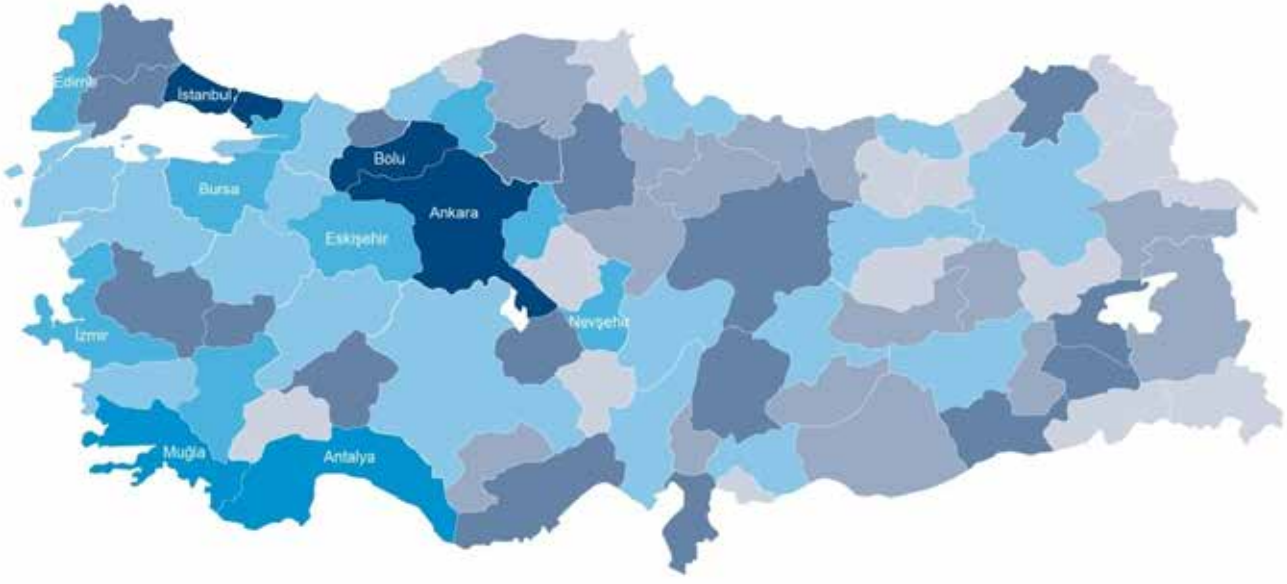 Edirne
İstanbul
Bolu
Bursa
Ankara
Eskişehir
Nevşehir
İzmir
Muğla
Antalya